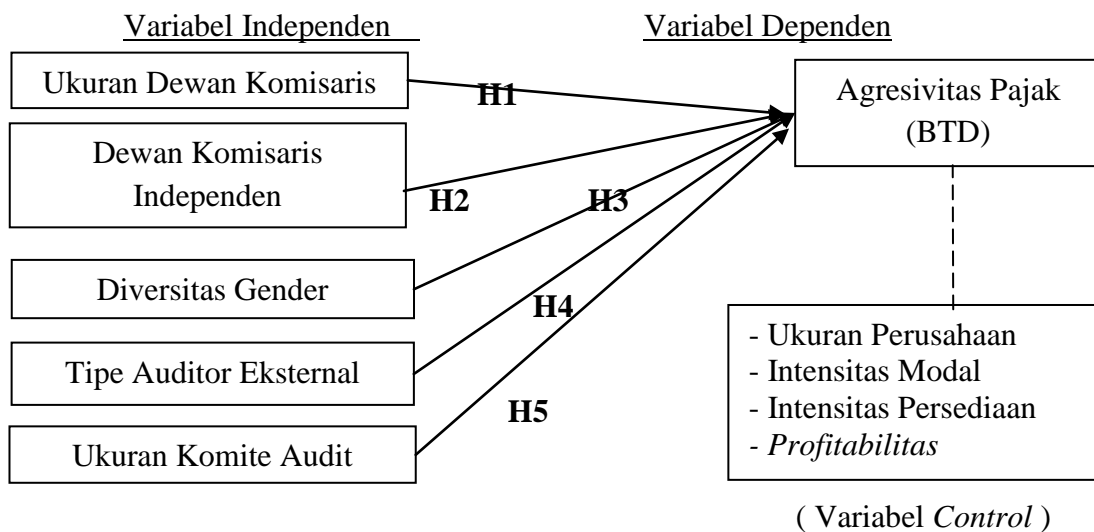 Variabel Independen
Variabel Dependen
Ukuran Dewan Komisaris
H1
Agresivitas Pajak
(BTD)
Dewan Komisaris
Independen
H2
H3
Diversitas Gender
H4
Tipe Auditor Eksternal
H5
Ukuran Komite Audit
- Ukuran Perusahaan
- Intensitas Modal
- Intensitas Persediaan
- Profitabilitas
( Variabel Control )